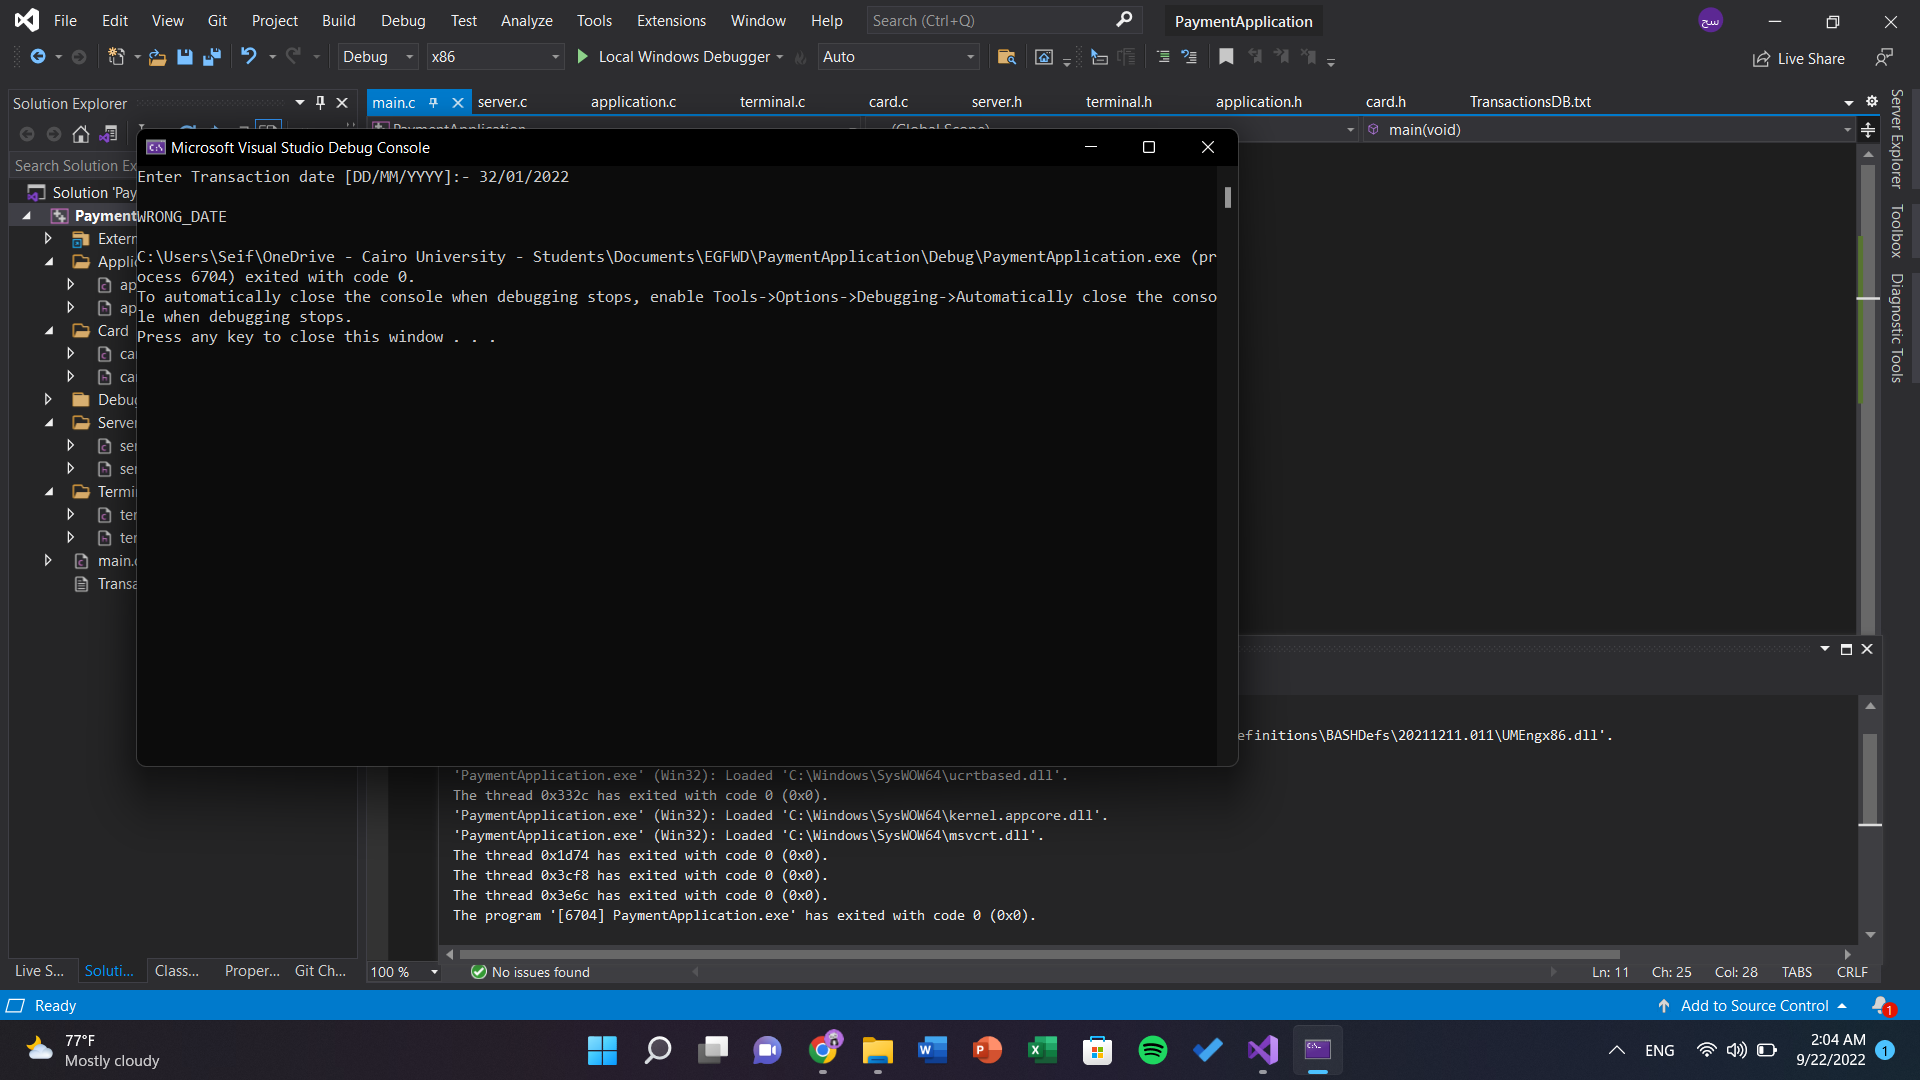 File Edit View Git Project Build Debug Test Analyze Tools Extensions Window Help Search (Ctrl+Q) PaymentApplication سح
Debug x86 Local Windows Debugger Auto Live Share
Solution Explorer
main.c server.c application.c terminal.c card.c server.h terminal.h application.h card.h TransactionsDB.txt
PaymentApplication (Global Scope) main(void)
Search Solution Ex
Solution 'Pay
Payment
Extern
Appli
ap
ap
Card
ca
ca
Debug
Server
se
se
Termi
te
te
main.c
Transa
Microsoft Visual Studio Debug Console
Enter Transaction date [DD/MM/YYYY]:- 32/01/2022
WRONG_DATE
C:\Users\Seif\OneDrive - Cairo University - Students\Documents\EGFWD\PaymentApplication\Debug\PaymentApplication.exe (pr
ocess 6704) exited with code 0.
To automatically close the console when debugging stops, enable Tools->Options->Debugging->Automatically close the conso
le when debugging stops.
Press any key to close this window . . .
Server Explorer
Toolbox
Diagnostic Tools
efinitions\BASHDefs\20211211.011\UMEngx86.dll'.
'PaymentApplication.exe' (Win32): Loaded 'C:\Windows\SysWOW64\ucrtbased.dll'.
The thread 0x332c has exited with code 0 (0x0).
'PaymentApplication.exe' (Win32): Loaded 'C:\Windows\SysWOW64\kernel.appcore.dll'.
'PaymentApplication.exe' (Win32): Loaded 'C:\Windows\SysWOW64\msvcrt.dll'.
The thread 0x1d74 has exited with code 0 (0x0).
The thread 0x3cf8 has exited with code 0 (0x0).
The thread 0x3e6c has exited with code 0 (0x0).
The program '[6704] PaymentApplication.exe' has exited with code 0 (0x0).
Live S... Soluti... Class... Proper... Git Ch... 100 % No issues found Ln: 11 Ch: 25 Col: 28 TABS CRLF
Ready Add to Source Control 1
77°F
Mostly cloudy
ENG
2:04 AM
9/22/2022 1